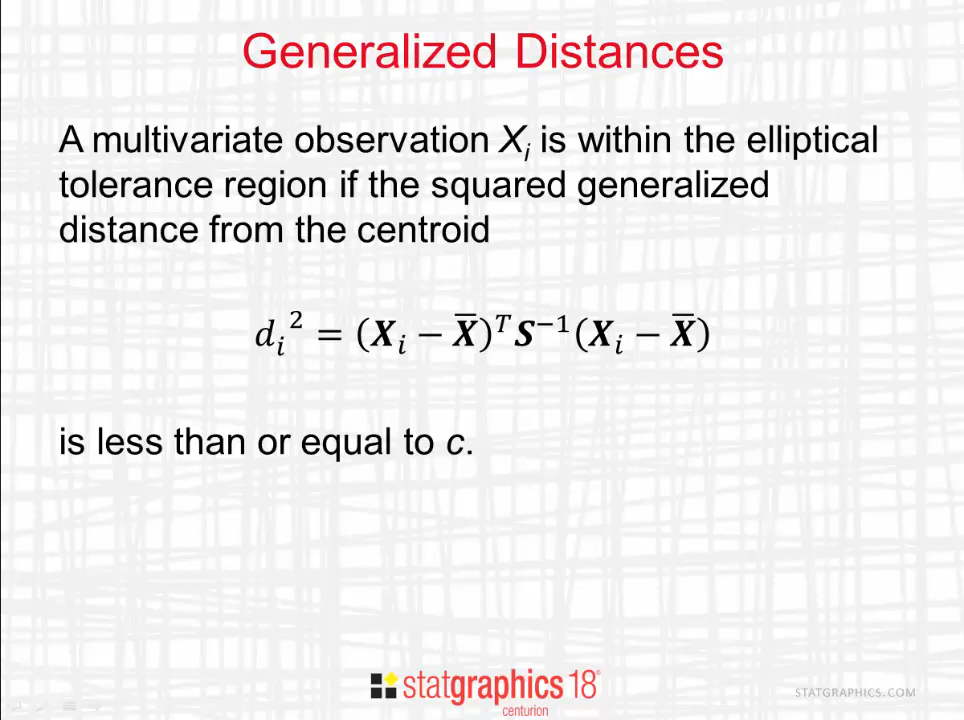 Generalized Distances
A multivariate observation Xᵢ is within the elliptical
tolerance region if the squared generalized
distance from the centroid
dᵢ² = (Xᵢ − X̅)ᵀS⁻¹(Xᵢ − X̅)
is less than or equal to c.
statgraphics 18®
centurion
STATGRAPHICS.COM